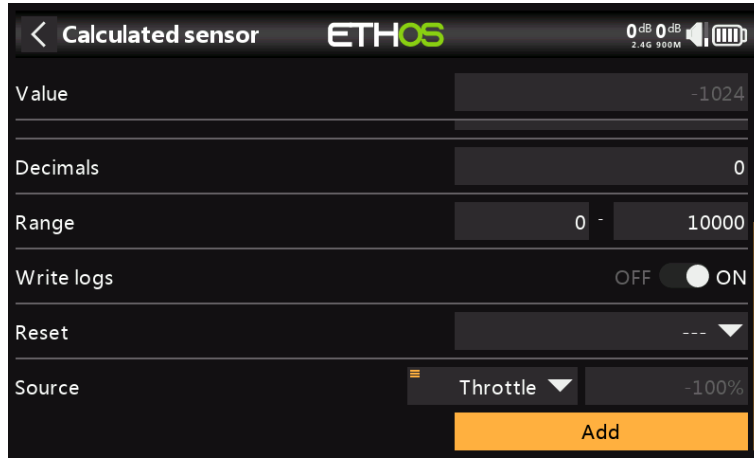 Calculated sensor ETHOS 0dB 0dB
2.4G 900M
Value -1024
Decimals 0
Range 0 - 10000
Write logs OFF ON
Reset ---
Source Throttle -100%
Add